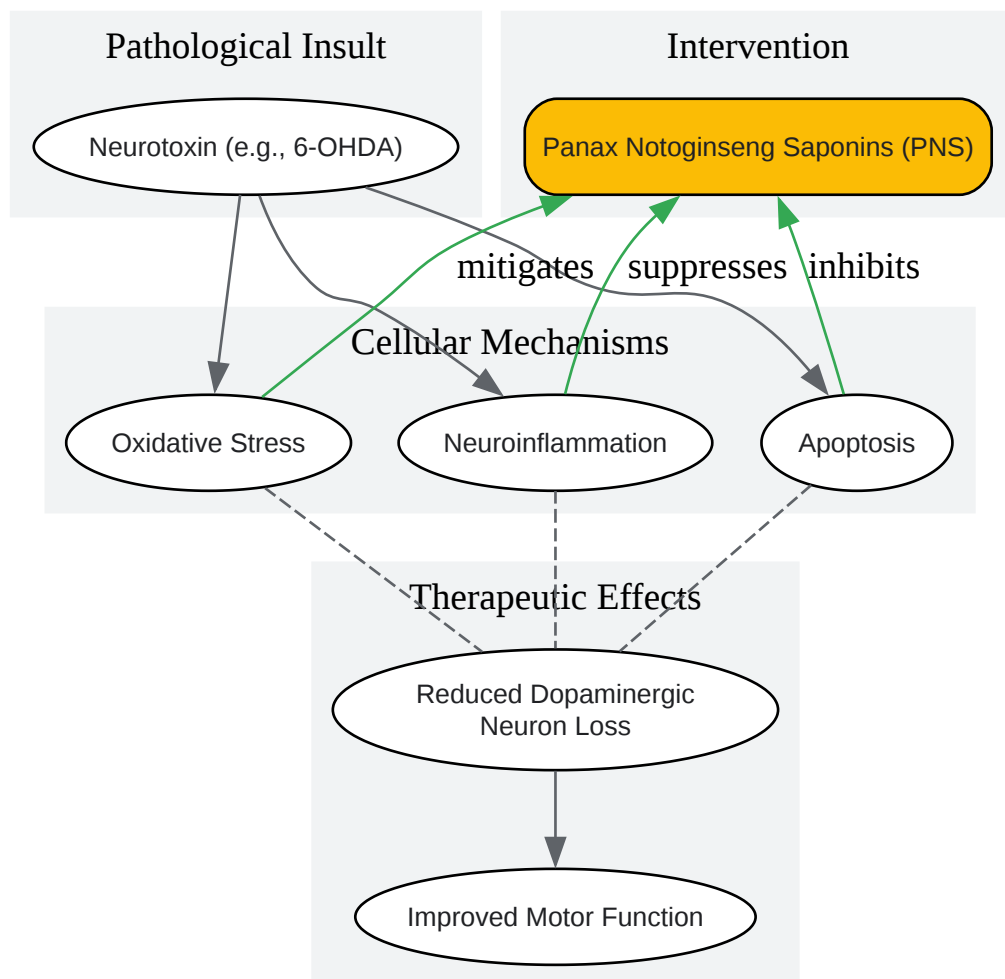 Pathological Insult
Intervention
Neurotoxin (e.g., 6-OHDA)
Panax Notoginseng Saponins (PNS)
mitigates
suppresses
inhibits
Cellular Mechanisms
Oxidative Stress
Neuroinflammation
Apoptosis
Therapeutic Effects
Reduced Dopaminergic
Neuron Loss
Improved Motor Function